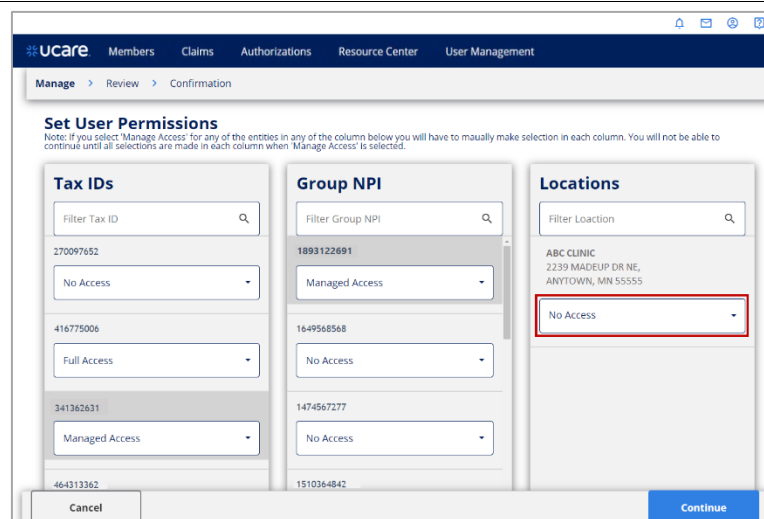 ucare.
Members
Claims
Authorizations
Resource Center
User Management
Manage > Review > Confirmation
Set User Permissions
Note: If you select 'Manage Access' for any of the entities in any of the column below you will have to maually make selection in each column. You will not be able to
continue until all selections are made in each column when 'Manage Access' is selected.
Tax IDs
Filter Tax ID
270097652
No Access
416775006
Full Access
341362631
Managed Access
464313362
Group NPI
Filter Group NPI
1893122691
Managed Access
1649568568
No Access
1474567277
No Access
1510364842
Locations
Filter Loaction
ABC CLINIC
2239 MADEUP DR NE,
ANYTOWN, MN 55555
No Access
Cancel
Continue